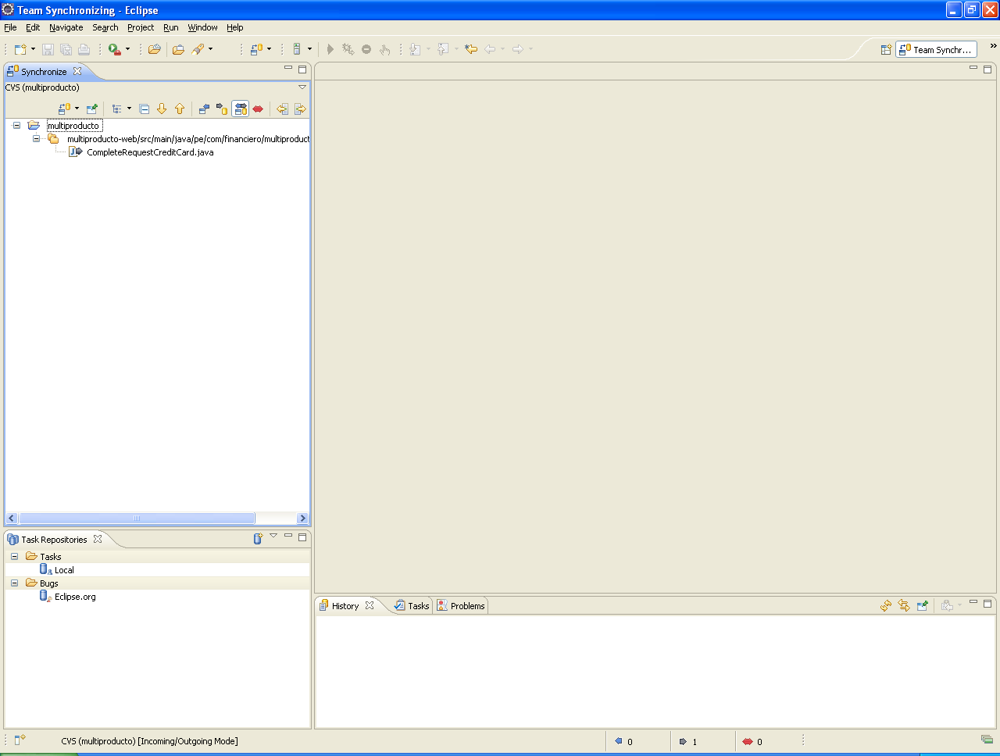 Team Synchronizing - Eclipse
File Edit Navigate Search Project Run Window Help
Team Synchr...
Synchronize
CVS (multiproducto)
multiproducto
multiproducto-web/src/main/java/pe/com/financiero/multiproduct
CompleteRequestCreditCard.java
Task Repositories
Tasks
Local
Bugs
Eclipse.org
History Tasks Problems
CVS (multiproducto) [Incoming/Outgoing Mode] 0 1 0